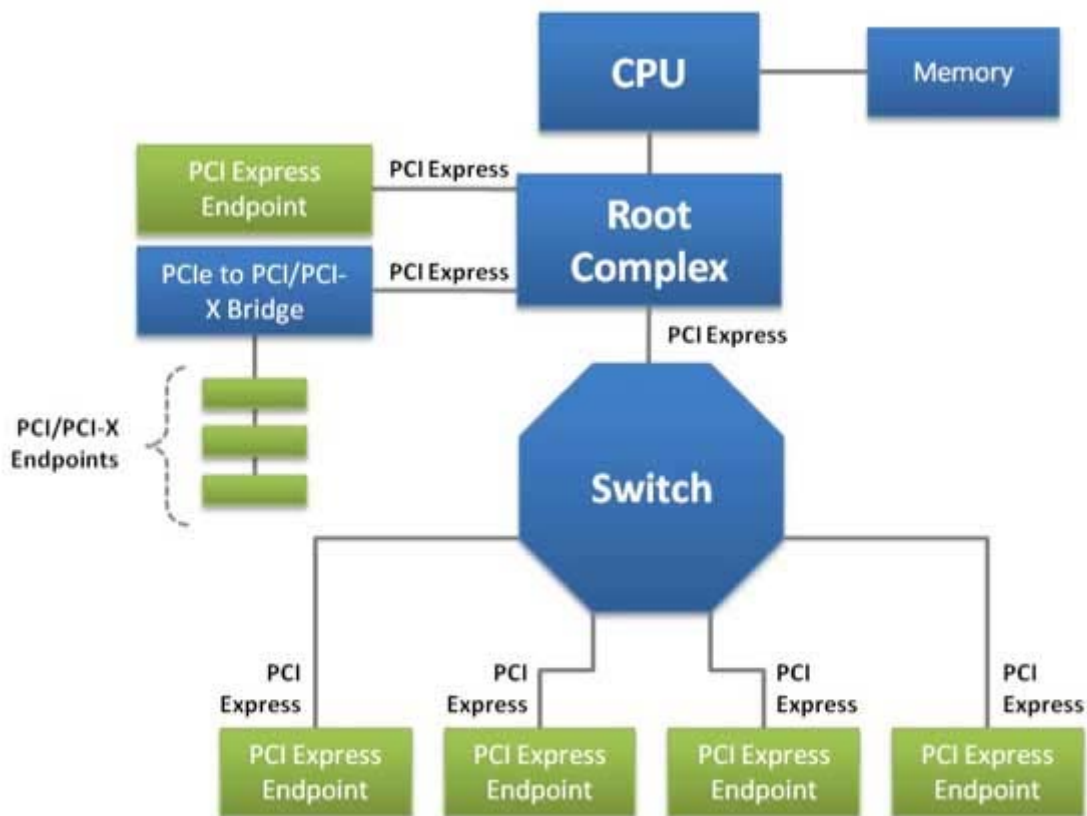 CPU
Memory
PCI Express
Endpoint
PCI Express
Root
Complex
PCIe to PCI/PCI-
X Bridge
PCI Express
PCI Express
PCI/PCI-X
Endpoints
Switch
PCI
Express
PCI
Express
PCI
Express
PCI
Express
PCI Express
Endpoint
PCI Express
Endpoint
PCI Express
Endpoint
PCI Express
Endpoint